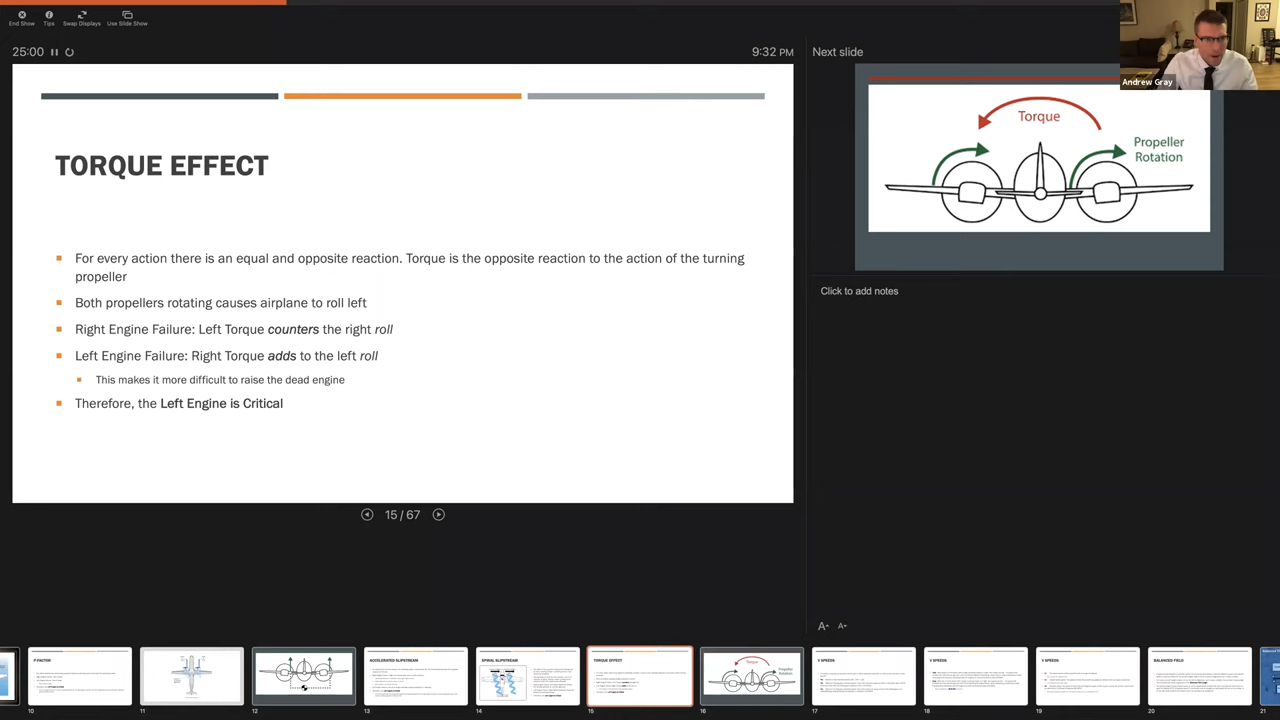 End Show
Tips
Swap Displays
Use Slide Show
25:00
9:32 PM
Next slide
Andrew Gray
TORQUE EFFECT
For every action there is an equal and opposite reaction. Torque is the opposite reaction to the action of the turning
propeller
Both propellers rotating causes airplane to roll left
Right Engine Failure: Left Torque counters the right roll
Left Engine Failure: Right Torque adds to the left roll
This makes it more difficult to raise the dead engine
Therefore, the Left Engine is Critical
Torque
Propeller
Rotation
Click to add notes
15 / 67
A
A
P-FACTOR
ACCELERATED SLIPSTREAM
SPIRAL SLIPSTREAM
TORQUE EFFECT
Torque
Propeller
Rotation
V SPEEDS
V SPEEDS
V SPEEDS
BALANCED FIELD
10
11
12
13
14
15
16
17
18
19
20
21